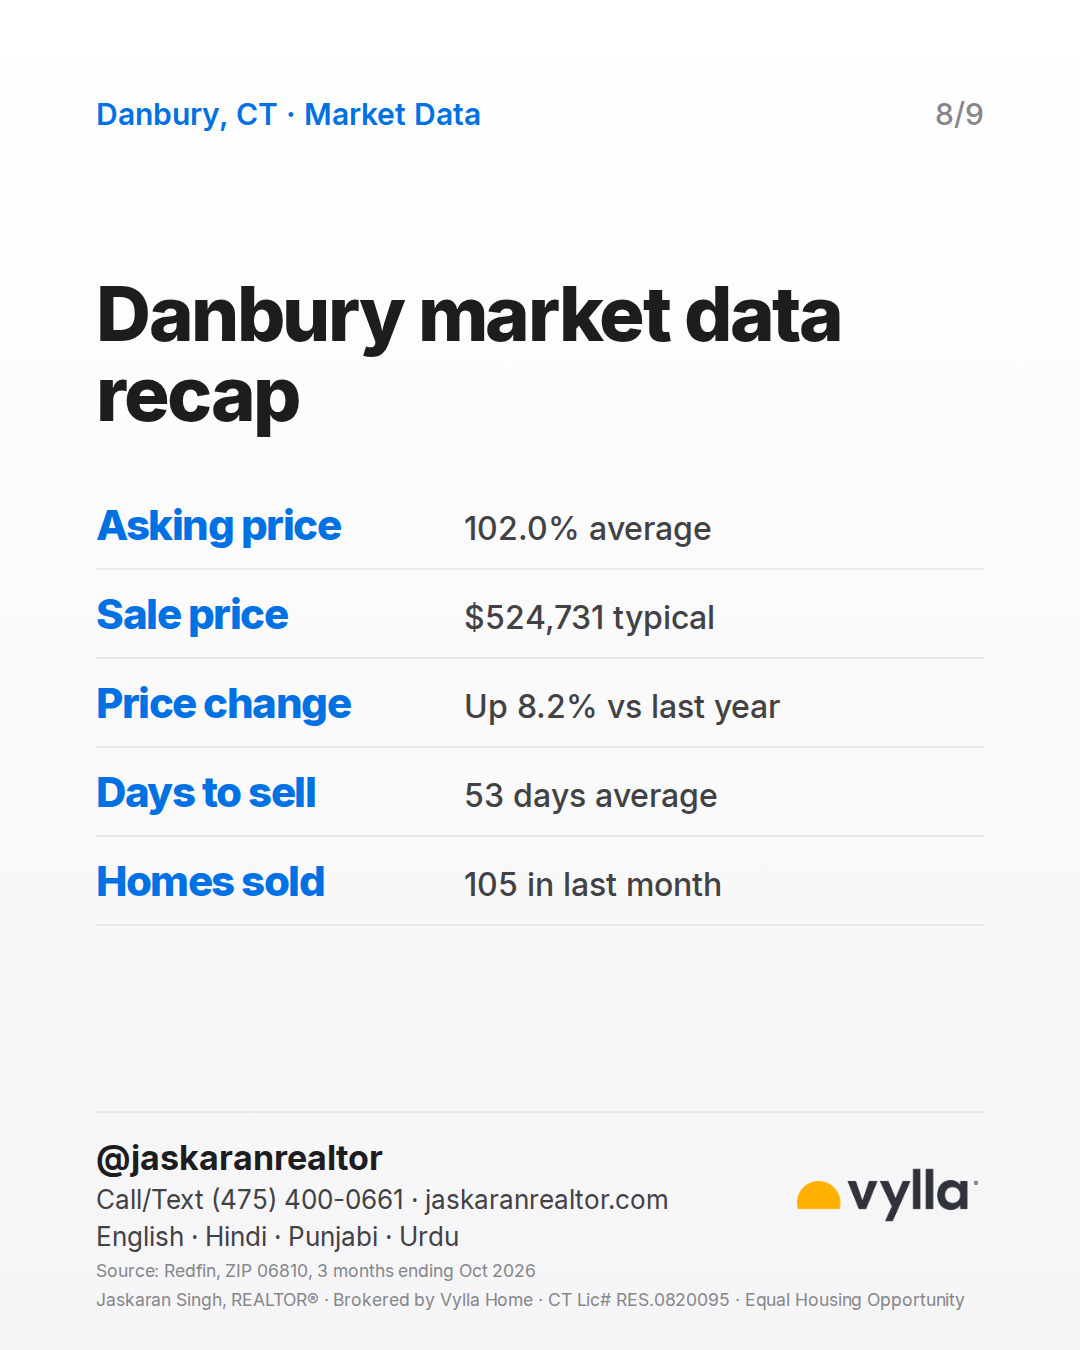 Danbury, CT · Market Data
8/9
Danbury market data
recap
Asking price 102.0% average
Sale price $524,731 typical
Price change Up 8.2% vs last year
Days to sell 53 days average
Homes sold 105 in last month
@jaskaranrealtor
Call/Text (475) 400-0661 · jaskaranrealtor.com
English · Hindi · Punjabi · Urdu
vylla
Source: Redfin, ZIP 06810, 3 months ending Oct 2026
Jaskaran Singh, REALTOR® · Brokered by Vylla Home · CT Lic# RES.0820095 · Equal Housing Opportunity